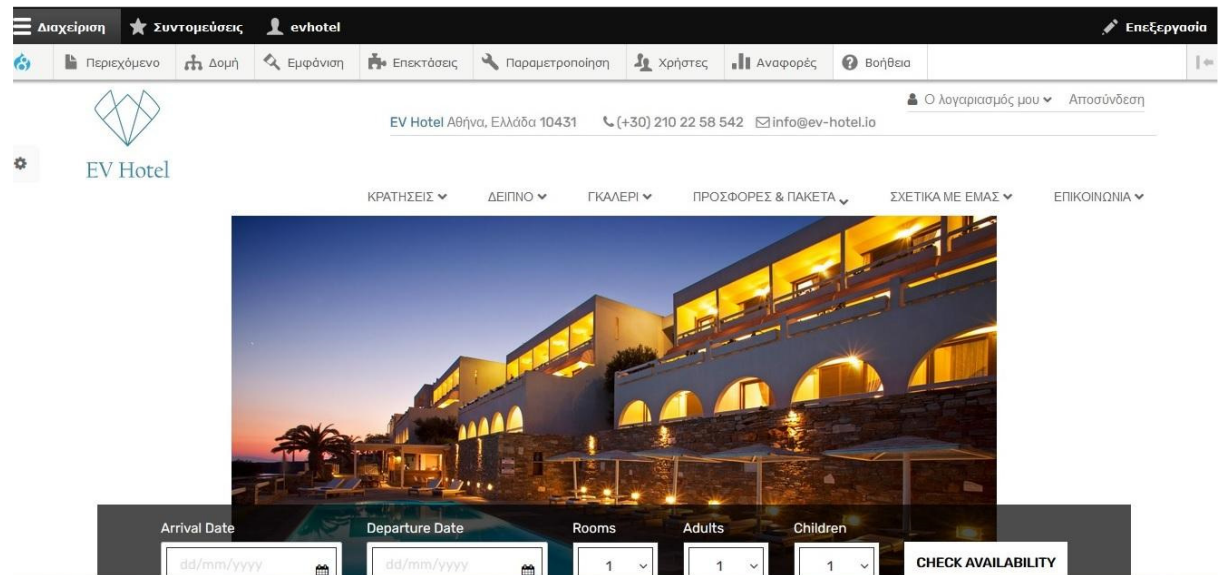 Διαχείριση Συντομεύσεις evhotel Επεξεργασία
Περιεχόμενο Δομή Εμφάνιση Επεκτάσεις Παραμετροποίηση Χρήστες Αναφορές Βοήθεια
Ο λογαριασμός μου Αποσύνδεση
EV Hotel Αθήνα, Ελλάδα 10431 (+30) 210 22 58 542 info@ev-hotel.io
EV Hotel
ΚΡΑΤΗΣΕΙΣ ΔΕΙΠΝΟ ΓΚΑΛΕΡΙ ΠΡΟΣΦΟΡΕΣ & ΠΑΚΕΤΑ ΣΧΕΤΙΚΑ ΜΕ ΕΜΑΣ ΕΠΙΚΟΙΝΩΝΙΑ
Arrival Date Departure Date Rooms Adults Children
dd/mm/yyyy dd/mm/yyyy 1 1 1 CHECK AVAILABILITY